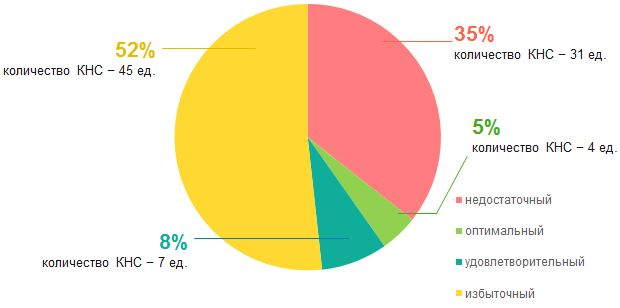 52%
количество КНС – 45 ед.
35%
количество КНС – 31 ед.
5%
количество КНС – 4 ед.
8%
количество КНС – 7 ед.
недостаточный
оптимальный
удовлетворительный
избыточный